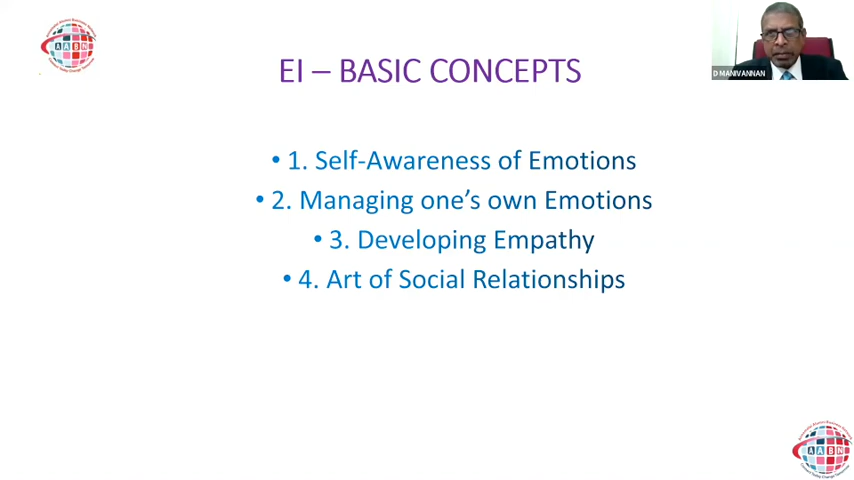 AABN
D MANIVANNAN
EI – BASIC CONCEPTS
• 1. Self-Awareness of Emotions
• 2. Managing one's own Emotions
• 3. Developing Empathy
• 4. Art of Social Relationships
AABN